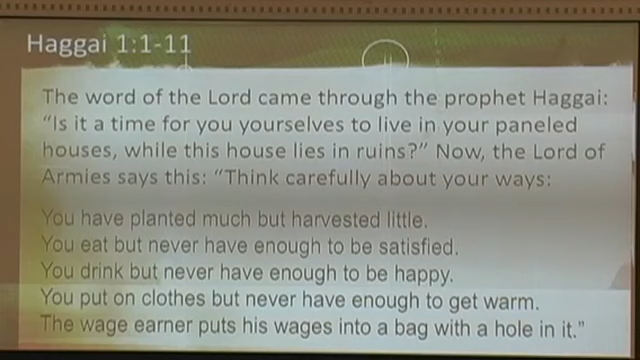 Haggai 1:1-11
The word of the Lord came through the prophet Haggai:
“Is it a time for you yourselves to live in your paneled
houses, while this house lies in ruins?” Now, the Lord of
Armies says this: “Think carefully about your ways:
You have planted much but harvested little.
You eat but never have enough to be satisfied.
You drink but never have enough to be happy.
You put on clothes but never have enough to get warm.
The wage earner puts his wages into a bag with a hole in it.”